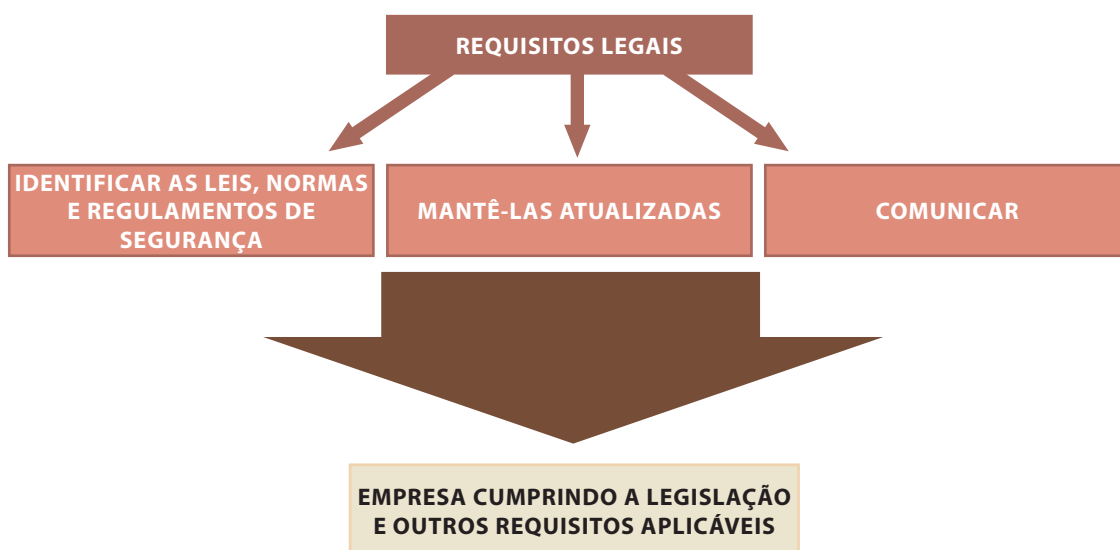 REQUISITOS LEGAIS
IDENTIFICAR AS LEIS, NORMAS
E REGULAMENTOS DE
SEGURANÇA
MANTÊ-LAS ATUALIZADAS
COMUNICAR
EMPRESA CUMPRINDO A LEGISLAÇÃO
E OUTROS REQUISITOS APLICÁVEIS